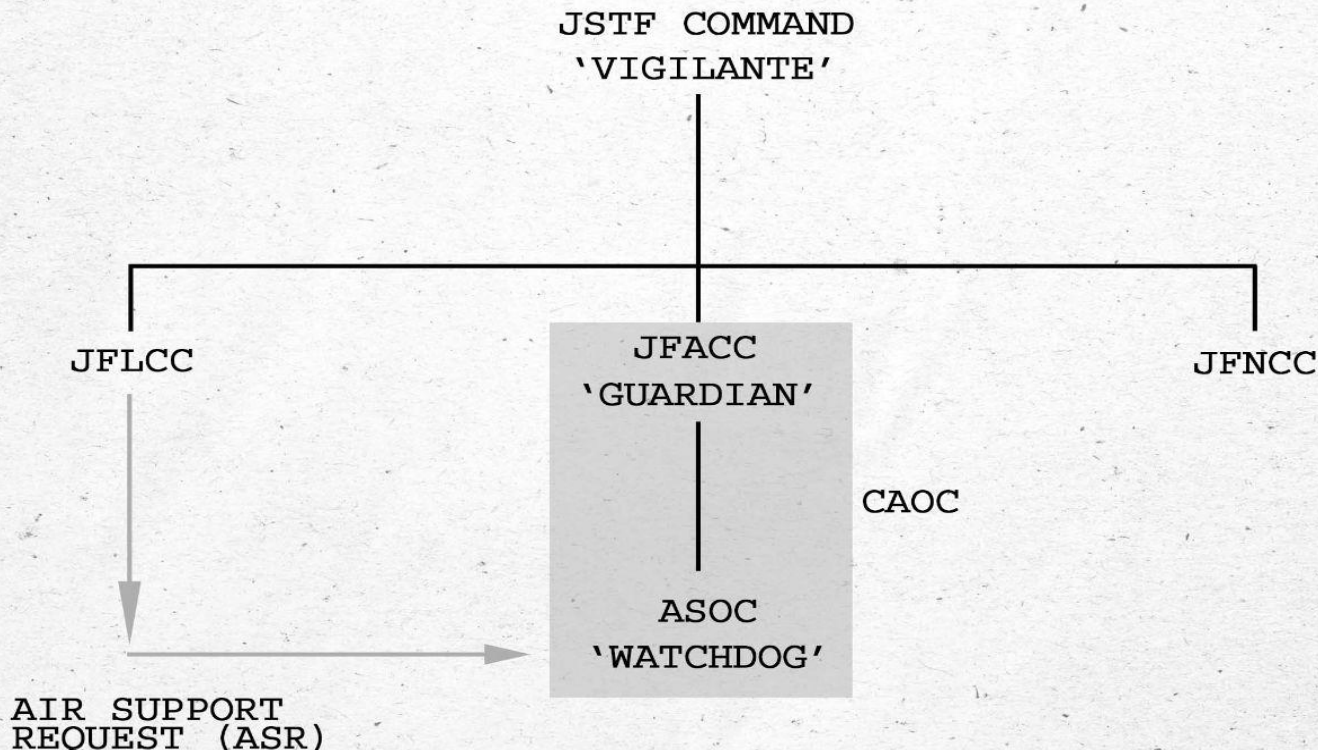 JSTF COMMAND
'VIGILANTE'
JFLCC
JFACC
'GUARDIAN'
JFNCC
CAOC
ASOC
'WATCHDOG'
AIR SUPPORT
REQUEST (ASR)